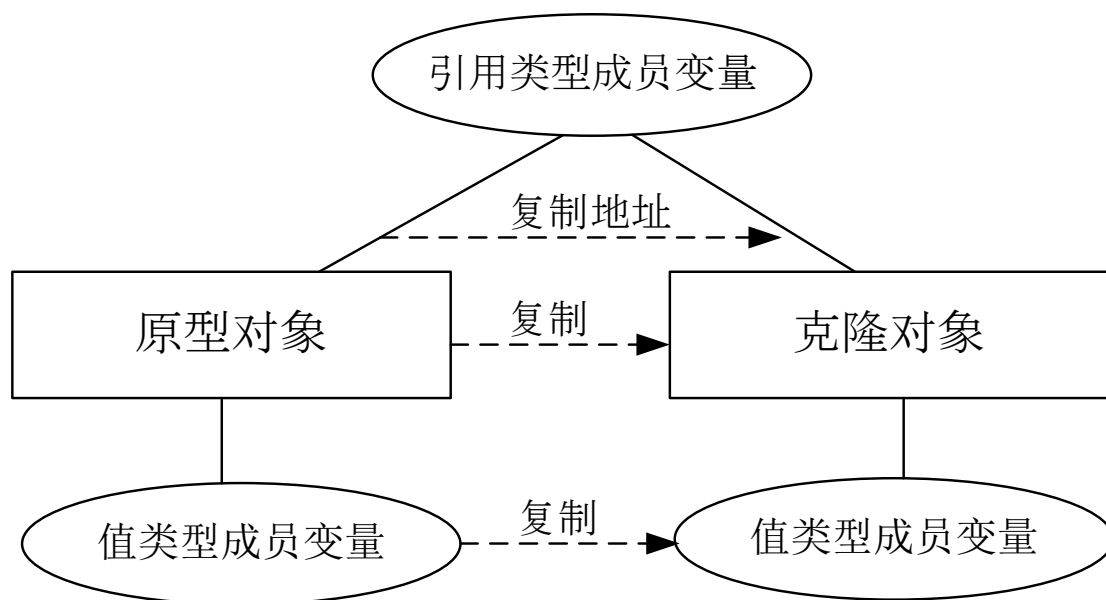 引用类型成员变量
复制地址
原型对象
复制
克隆对象
值类型成员变量
复制
值类型成员变量